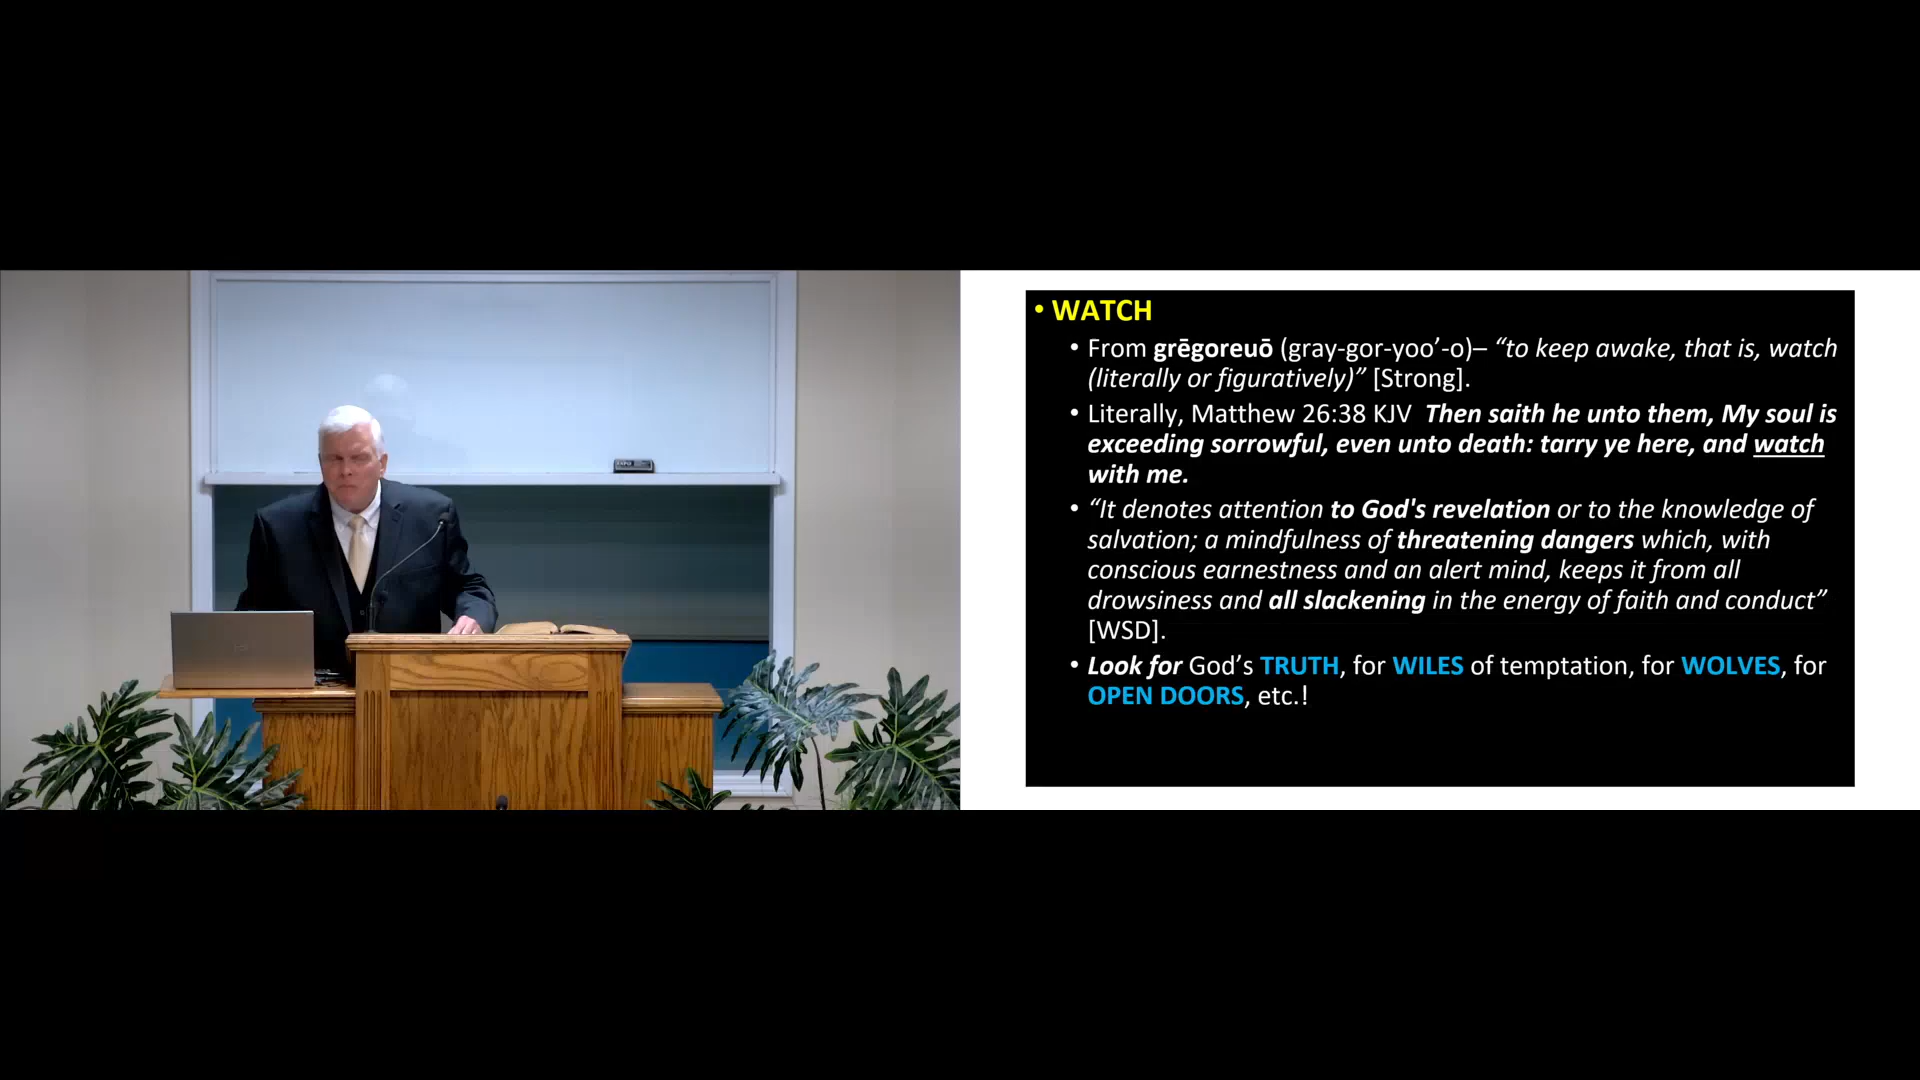 • WATCH
• From grēgoreuō (gray-gor-yoo’-o)– “to keep awake, that is, watch
(literally or figuratively)” [Strong].
• Literally, Matthew 26:38 KJV Then saith he unto them, My soul is
exceeding sorrowful, even unto death: tarry ye here, and watch
with me.
• “It denotes attention to God's revelation or to the knowledge of
salvation; a mindfulness of threatening dangers which, with
conscious earnestness and an alert mind, keeps it from all
drowsiness and all slackening in the energy of faith and conduct”
[WSD].
• Look for God’s TRUTH, for WILES of temptation, for WOLVES, for
OPEN DOORS, etc.!